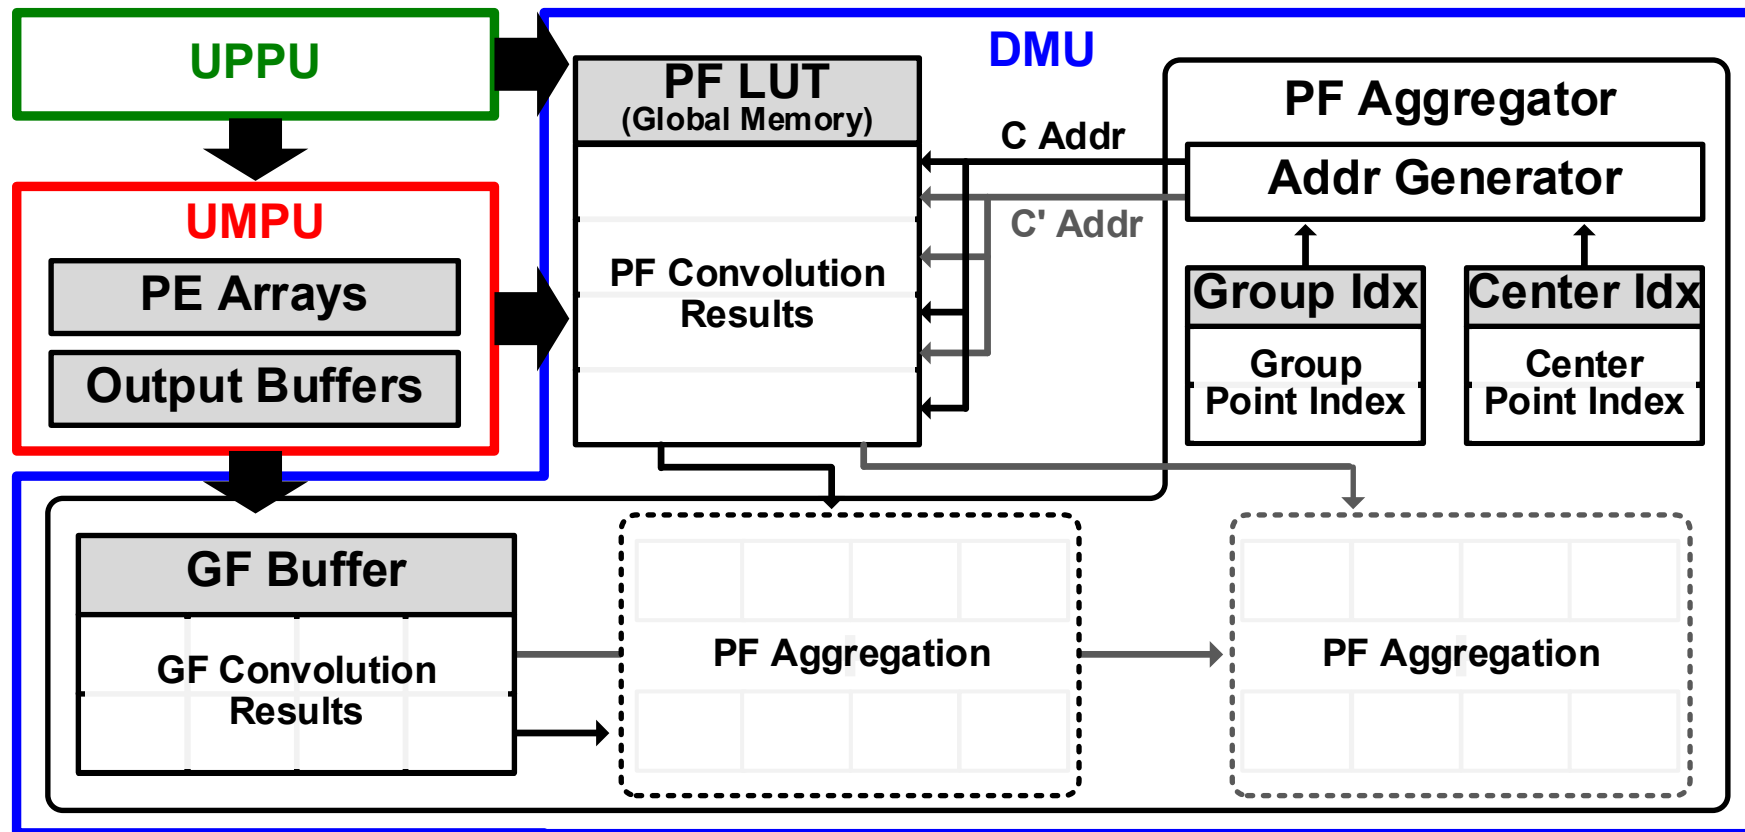 UPPU
DMU
PF LUT
(Global Memory)
PF Aggregator
C Addr
Addr Generator
C' Addr
UMPU
PE Arrays
Output Buffers
PF Convolution
Results
Group Idx
Center Idx
Group
Point Index
Center
Point Index
GF Buffer
GF Convolution
Results
PF Aggregation
PF Aggregation